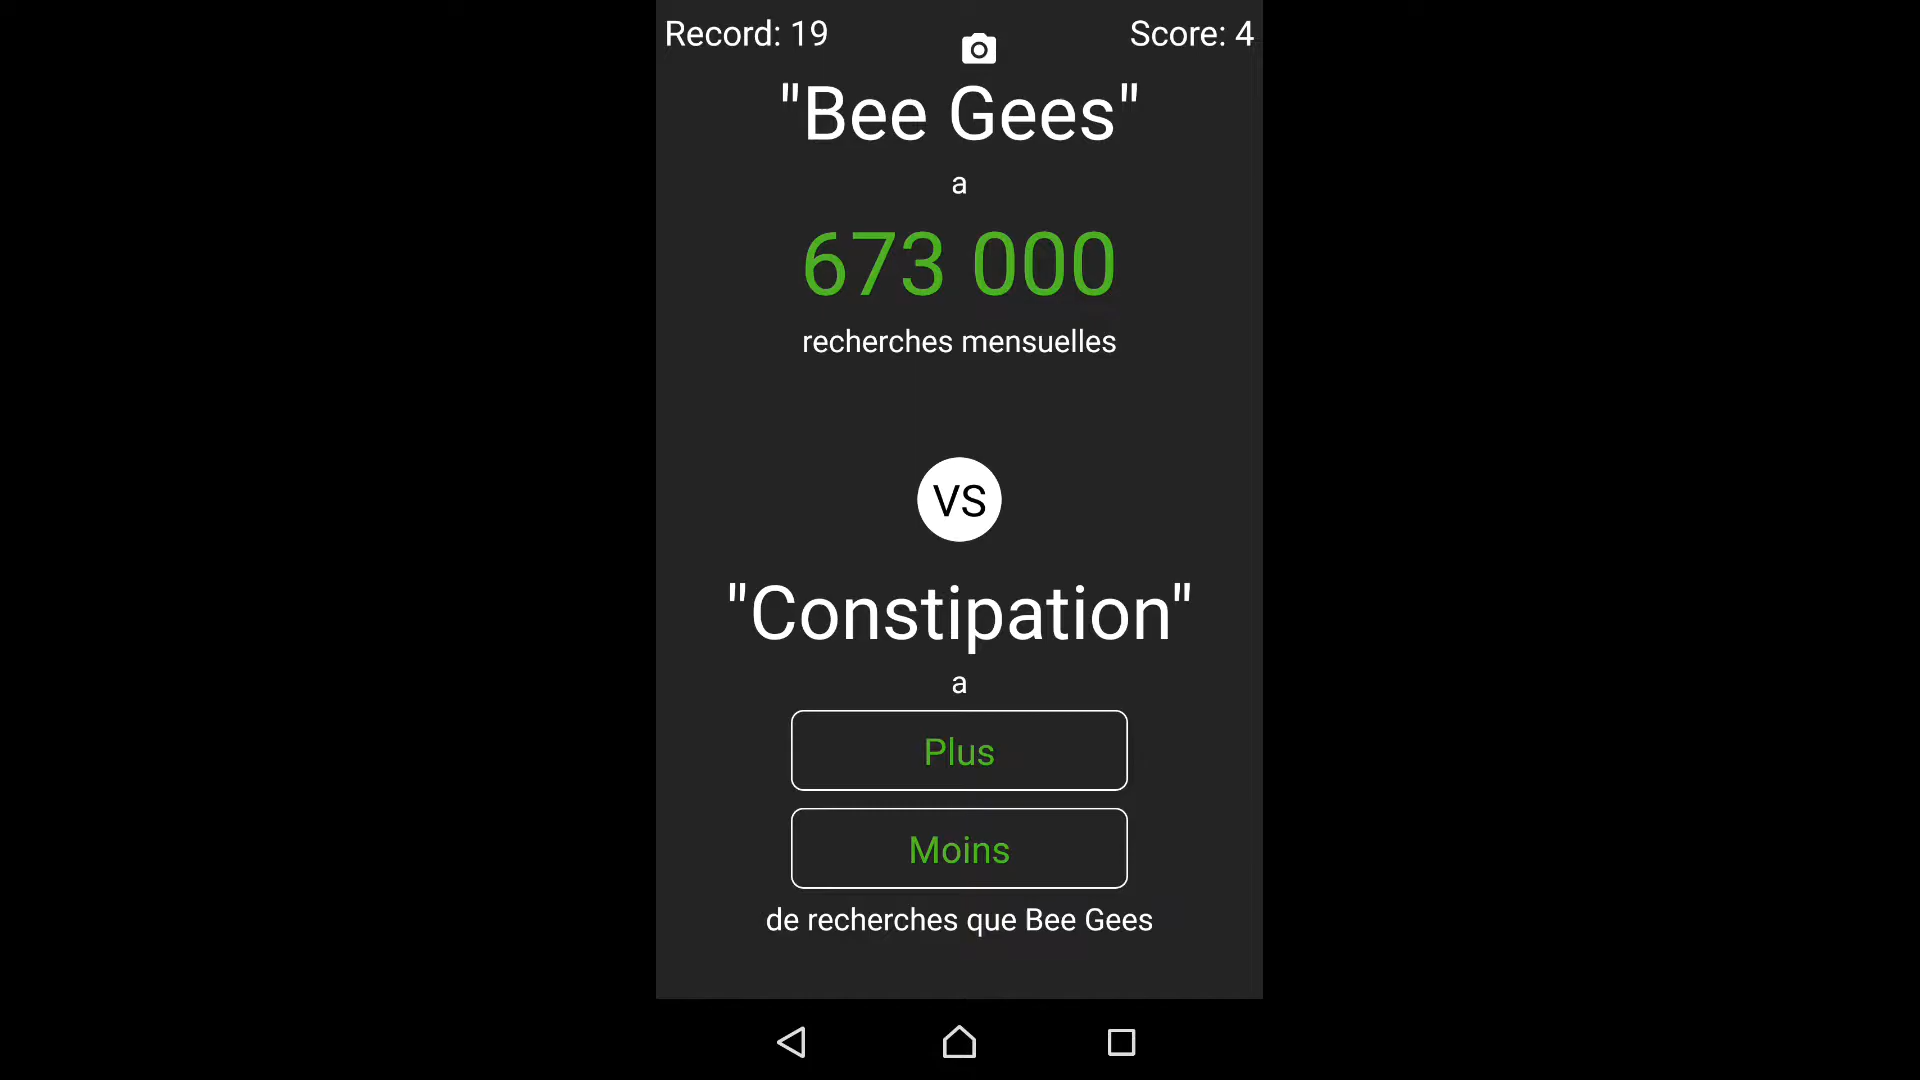 Record: 19
Score: 4
"Bee Gees"
a
673 000
recherches mensuelles
VS
"Constipation"
a
Plus
Moins
de recherches que Bee Gees